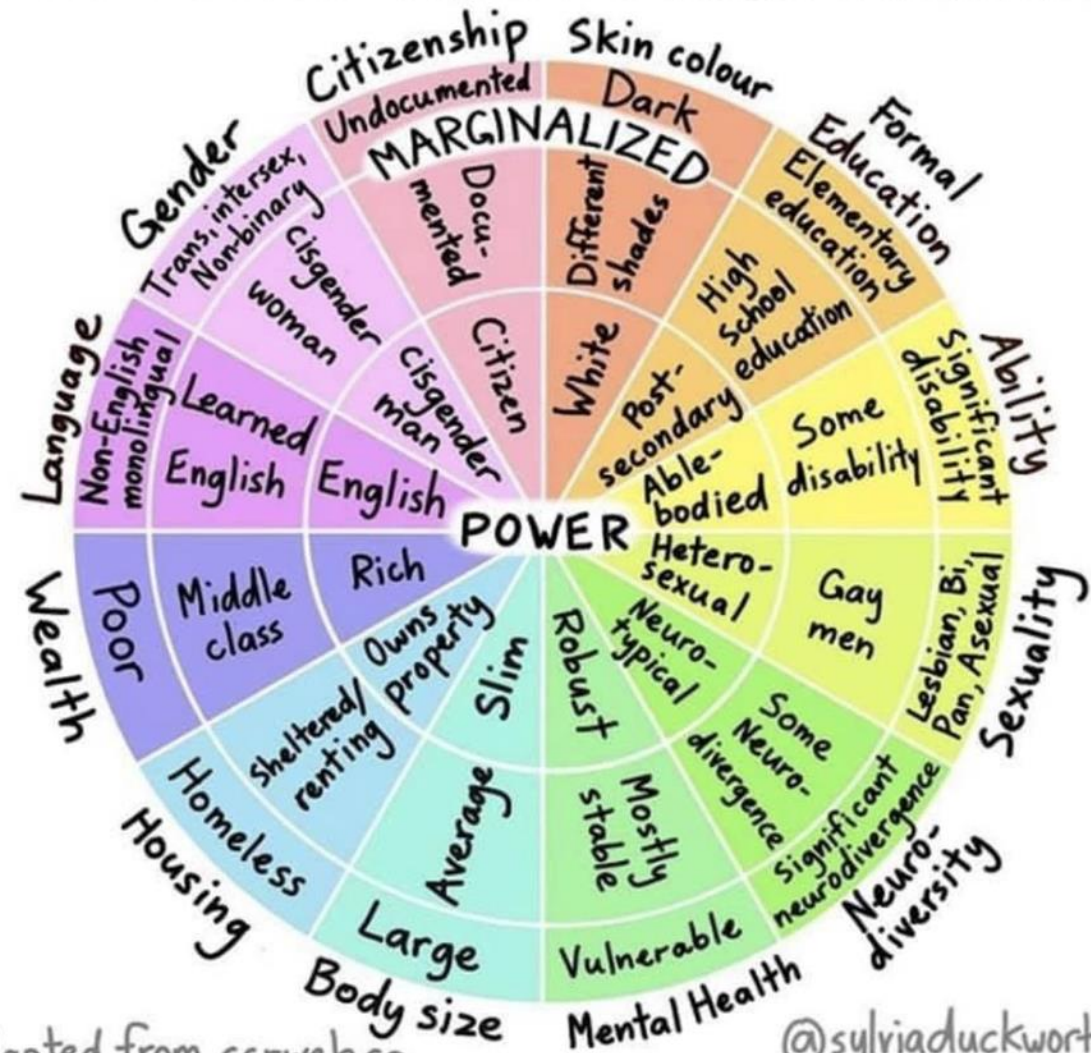 Citizenship
Undocumented
Docu-
mented
Citizen
Skin colour
Dark
Different
shades
White
Formal
Education
Elementary
education
High
School
education
Post-
secondary
Ability
Significant
disability
Some
disability
Able-
bodied
Sexuality
Lesbian, Bi,
Pan, Asexual
Gay
men
Hetero-
sexual
Neuro-
diversity
Significant
neurodivergence
Some
Neuro-
divergence
Neuro-
typical
Mental Health
Vulnerable
Mostly
stable
Robust
Body size
Large
Average
Slim
Housing
Homeless
Sheltered/
renting
Owns
property
Wealth
Poor
Middle
class
Rich
Language
Non-English
monolingual
Learned
English
English
Gender
Trans, intersex,
Non-binary
Cisgender
woman
Cisgender
man
MARGINALIZED
POWER
from
@sylviaduckwor